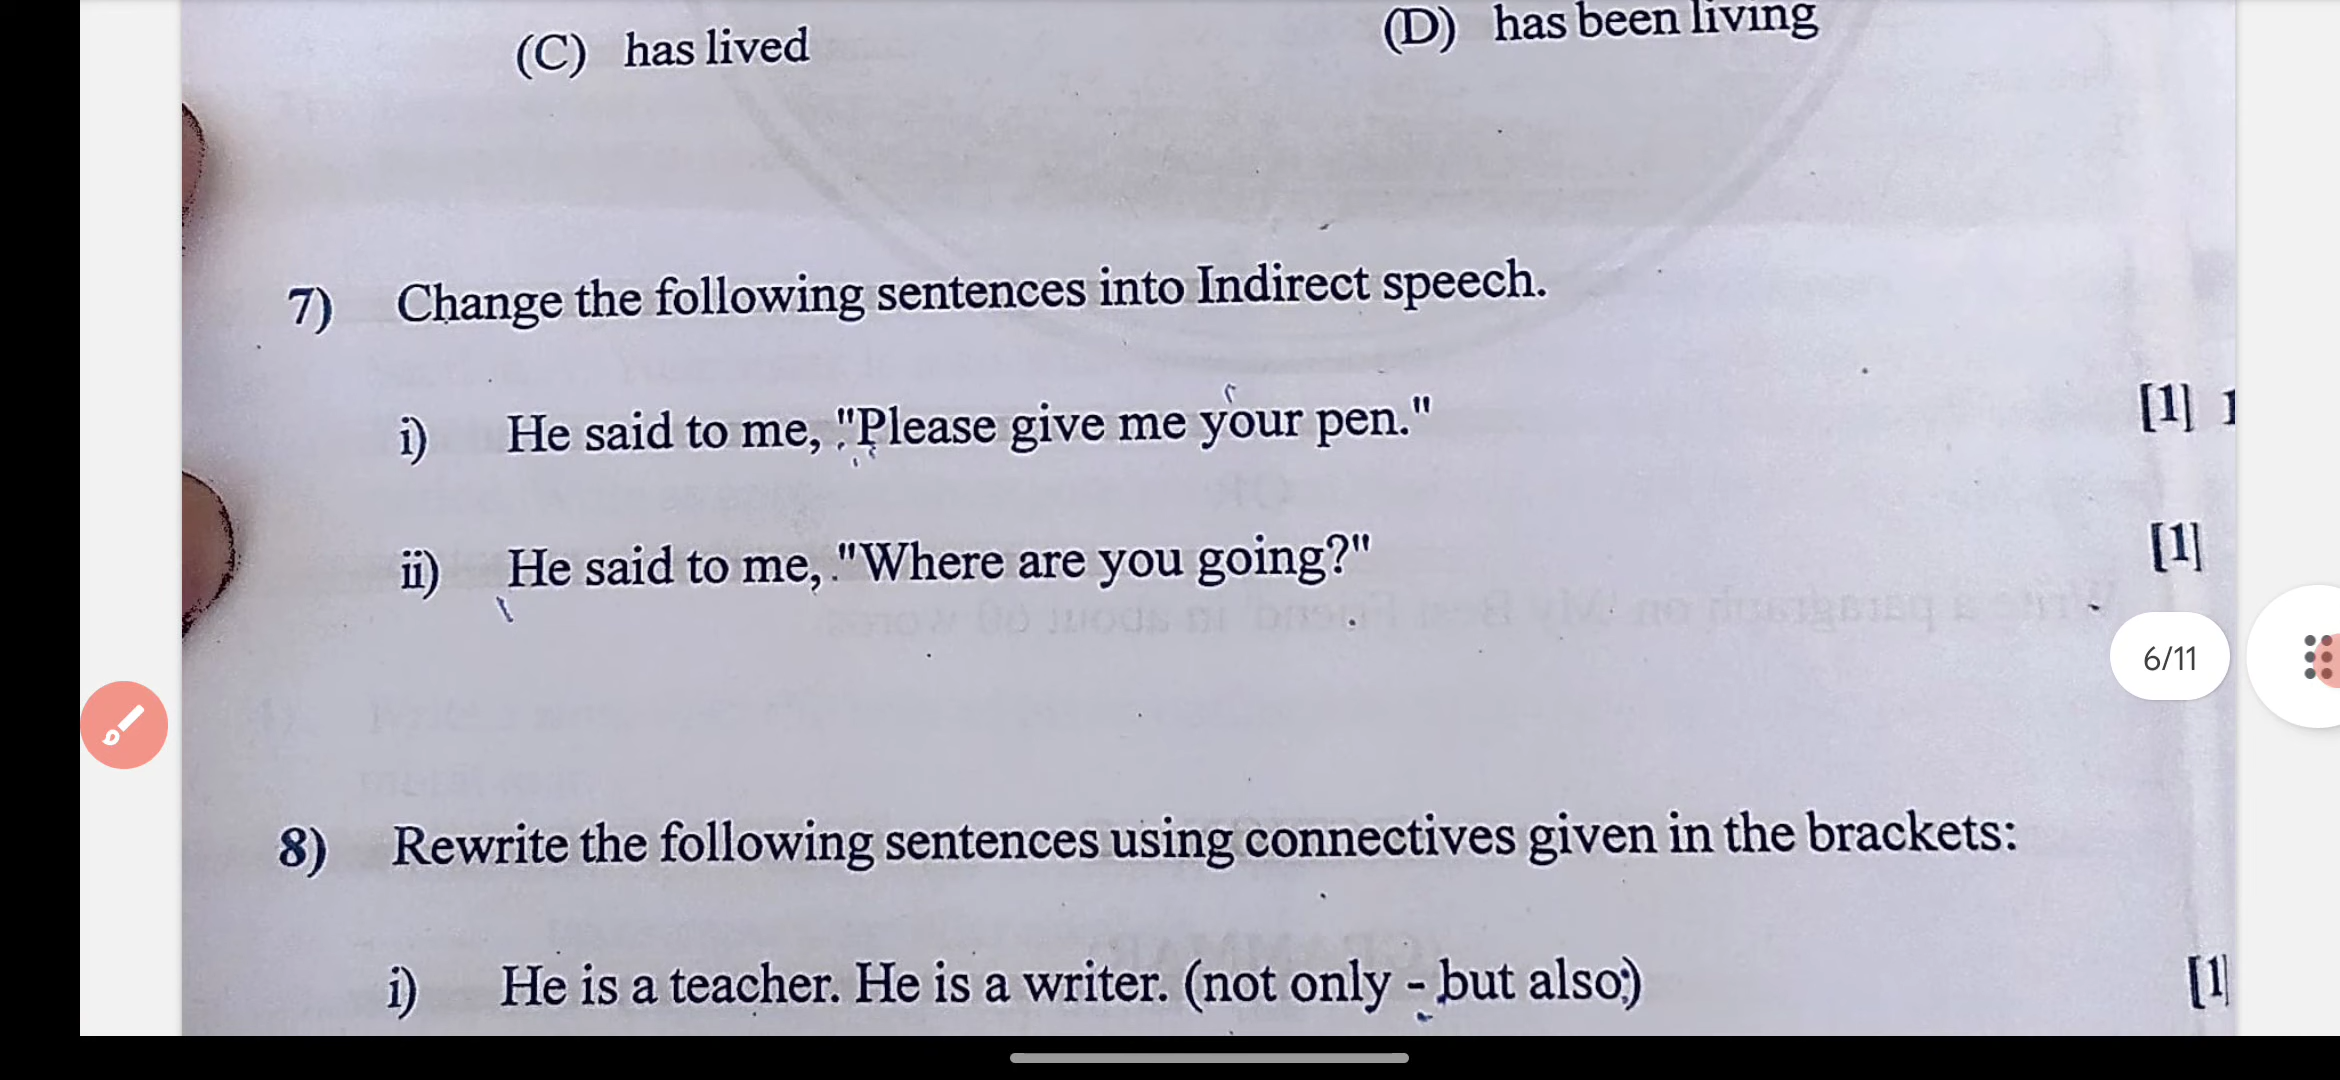 (C) has lived (D) has been living
7) Change the following sentences into Indirect speech.
i) He said to me, "Please give me your pen." [1]
ii) He said to me, "Where are you going?" [1]
6/11
8) Rewrite the following sentences using connectives given in the brackets:
i) He is a teacher. He is a writer. (not only - but also) [1]